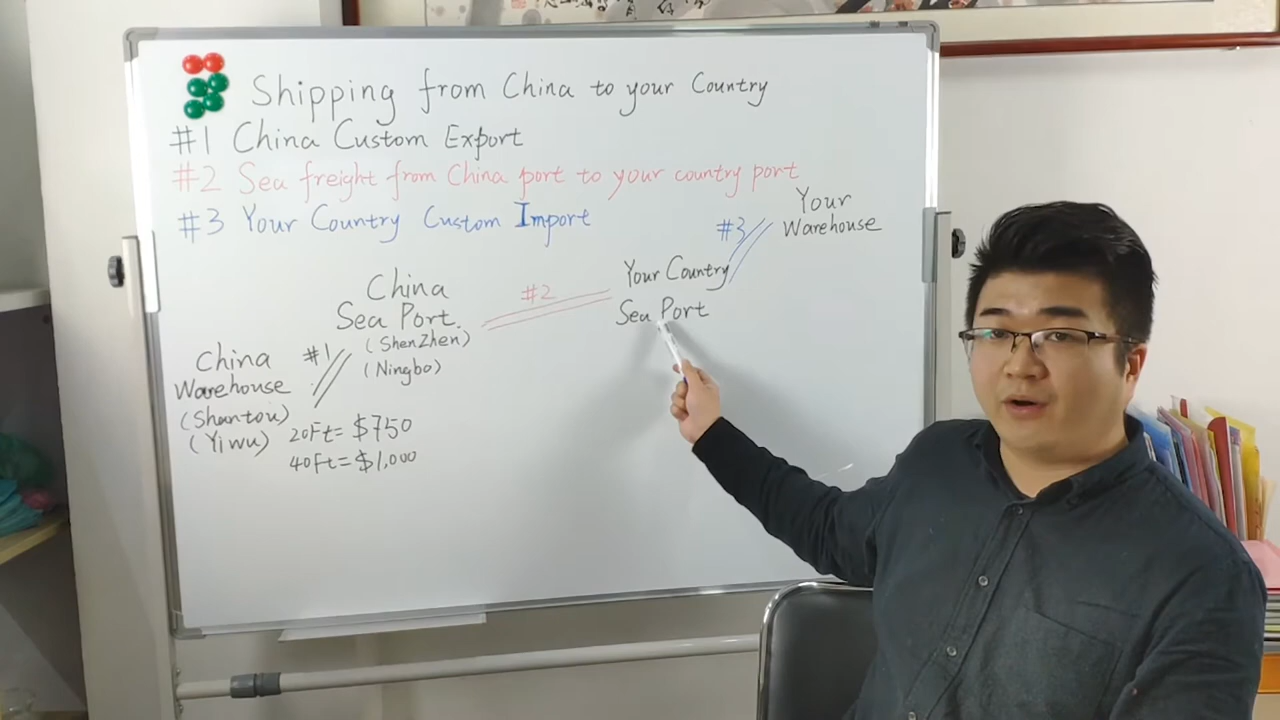 Shipping from China to your Country
#1 China Custom Export
#2 Sea freight from China port to your country port
#3 Your Country Custom Import
Your
Warehouse
#3
Your Country
Sea Port
#2
China
Sea Port.
(ShenZhen)
(Ningbo)
#1
China
Warehouse
(Shantou)
(Yiwu)
20Ft=$750
40Ft=$1,000